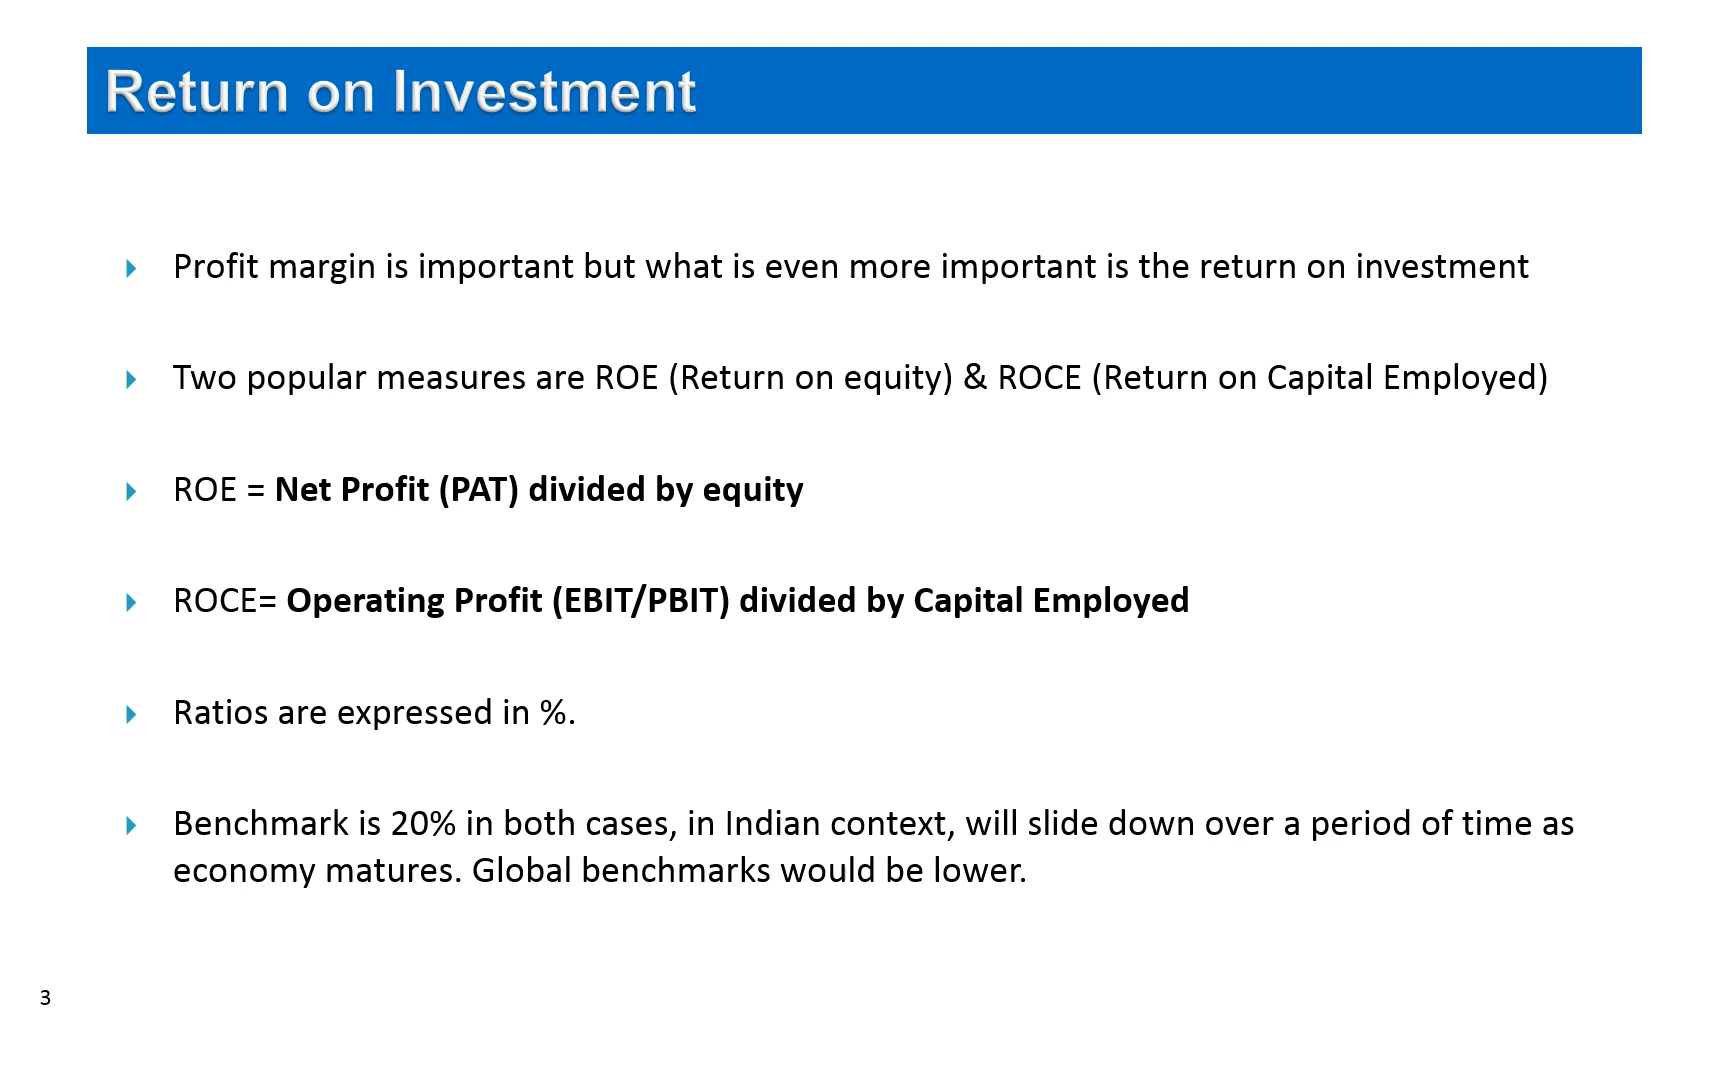 Return on Investment
Profit margin is important but what is even more important is the return on investment
Two popular measures are ROE (Return on equity) & ROCE (Return on Capital Employed)
ROE = Net Profit (PAT) divided by equity
ROCE= Operating Profit (EBIT/PBIT) divided by Capital Employed
Ratios are expressed in %.
Benchmark is 20% in both cases, in Indian context, will slide down over a period of time as
economy matures. Global benchmarks would be lower.
3